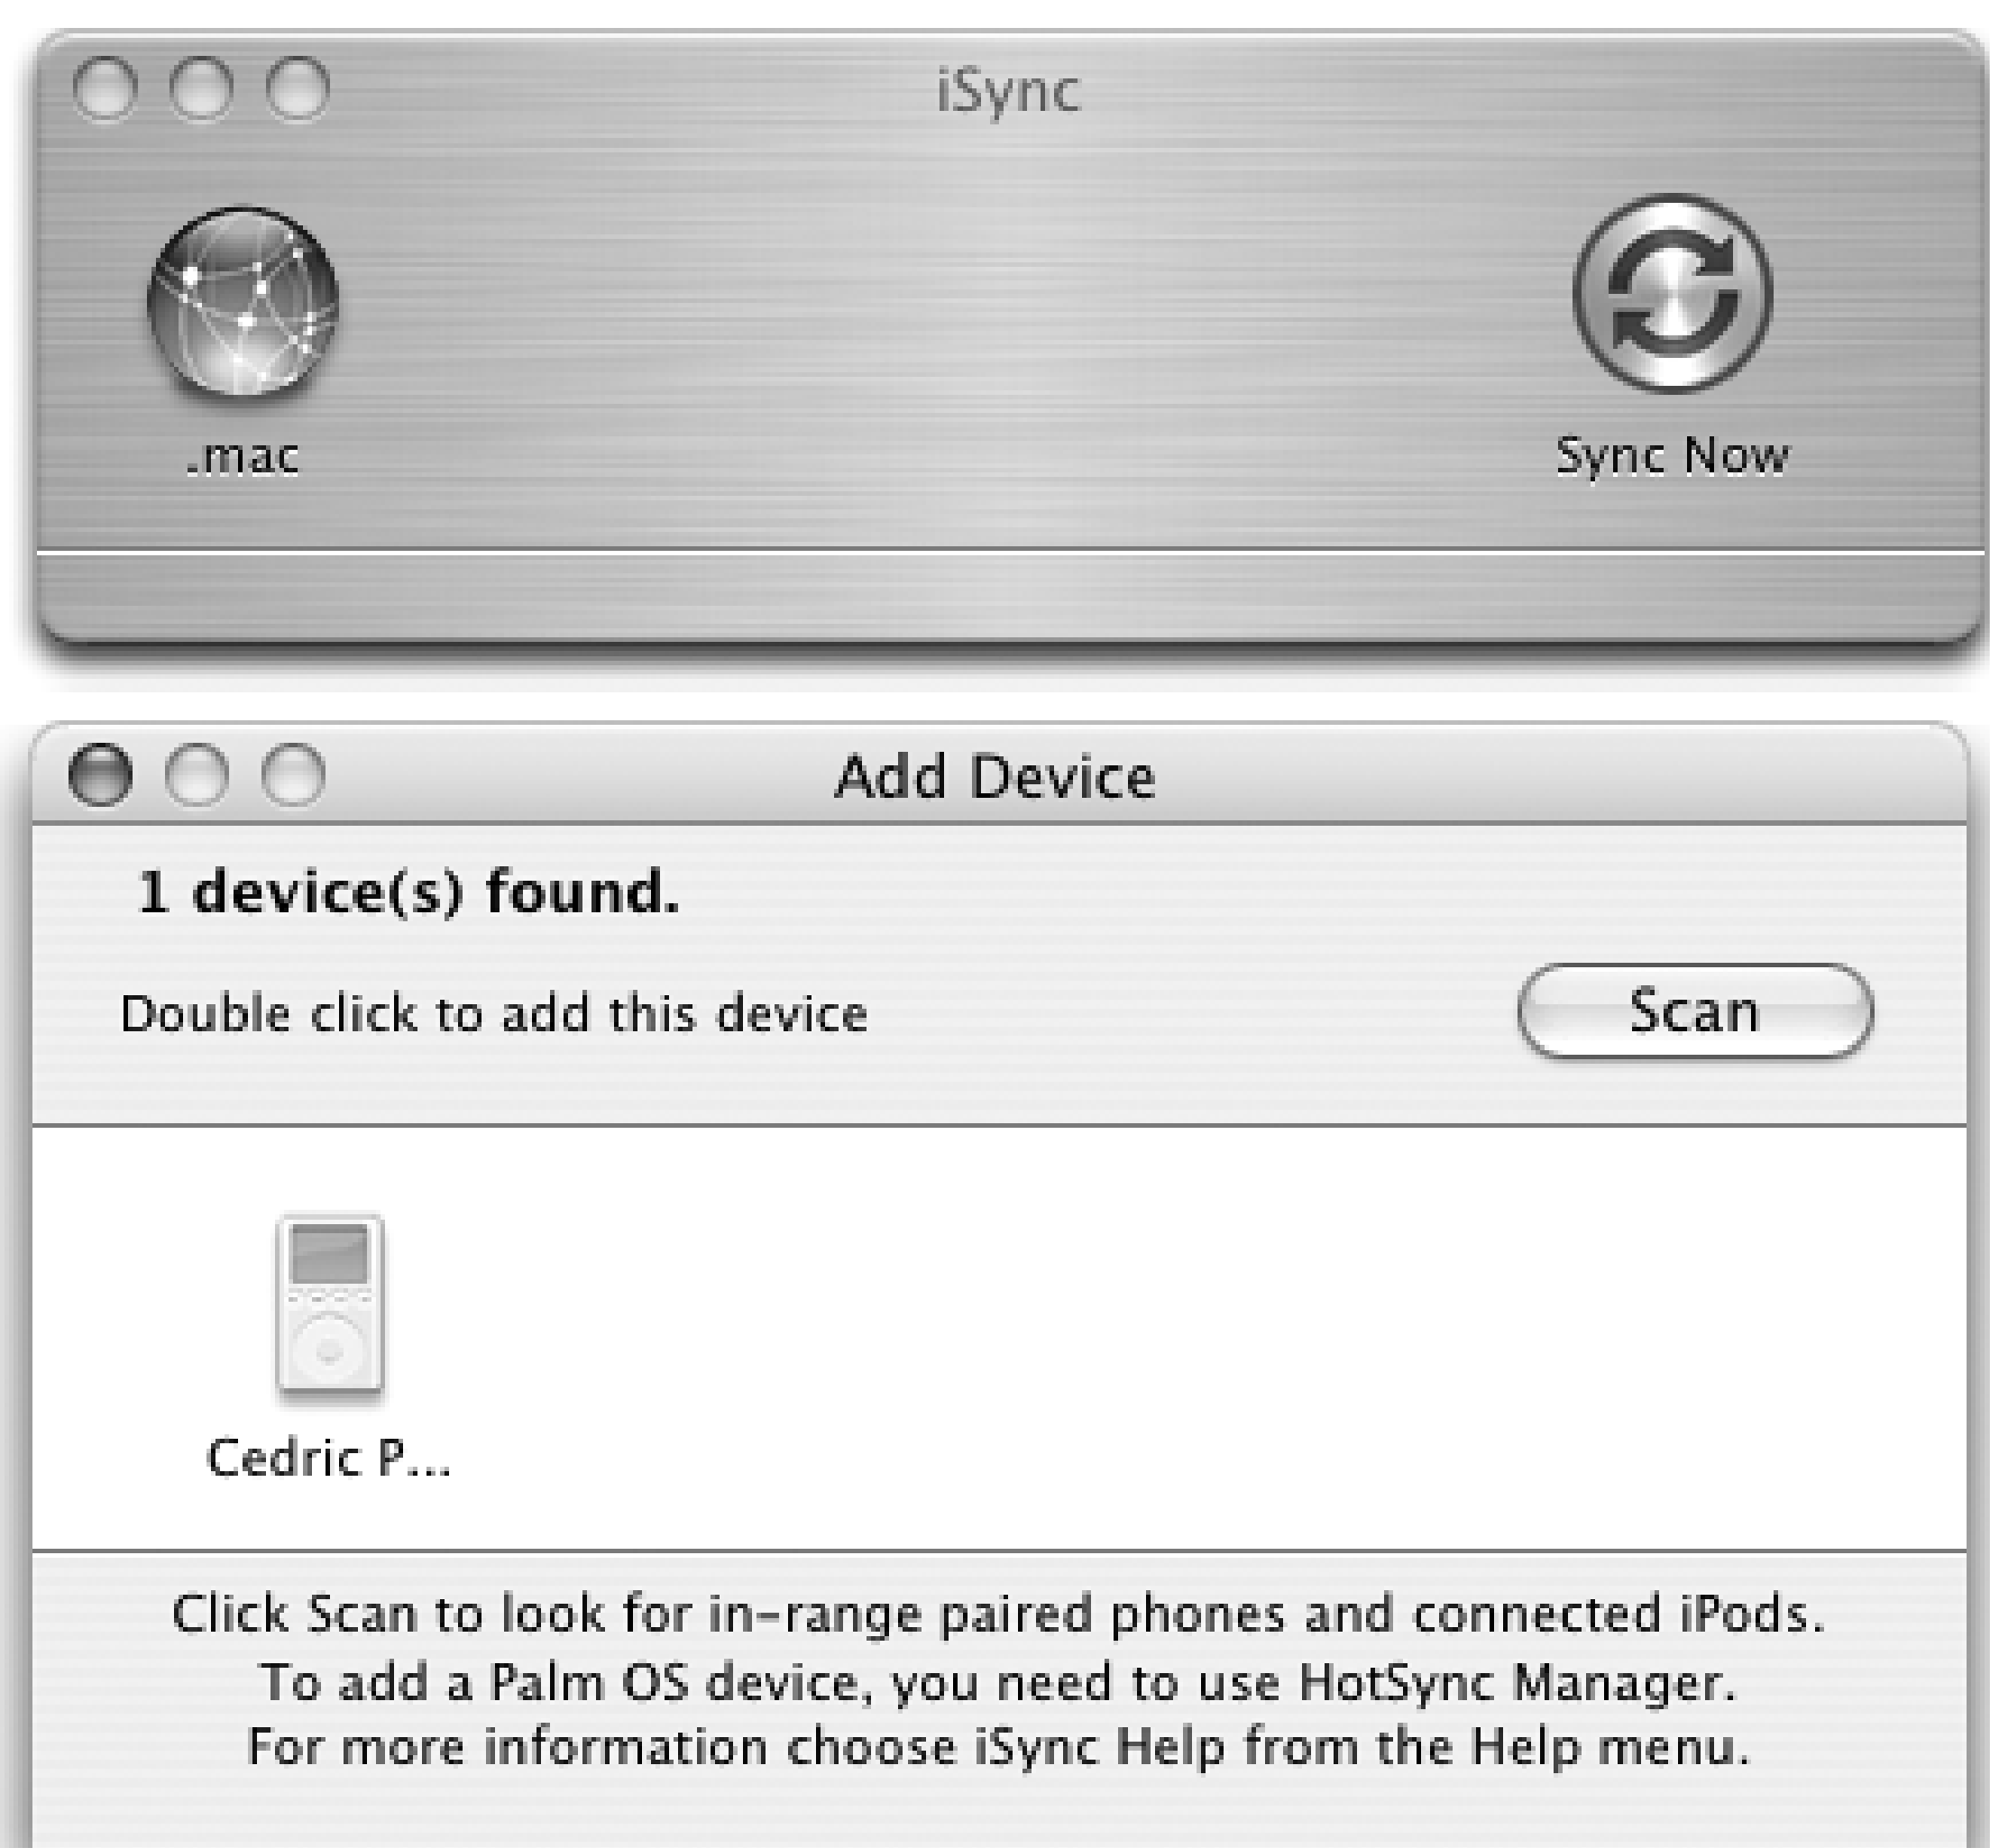 iSync
.mac
Sync Now
Add Device
1 device(s) found.
Double click to add this device
Scan
Cedric P...
Click Scan to look for in-range paired phones and connected iPods.
To add a Palm OS device, you need to use HotSync Manager.
For more information choose iSync Help from the Help menu.